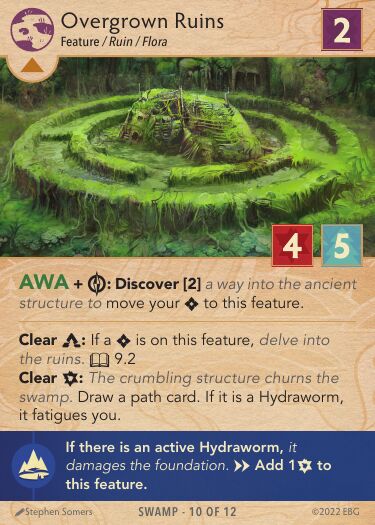 Overgrown Ruins
Feature / Ruin / Flora
2
4
5
AWA + : Discover [2] a way into the ancient
structure to move your to this feature.
Clear : If a is on this feature, delve into
the ruins. 9.2
Clear : The crumbling structure churns the
swamp. Draw a path card. If it is a Hydraworm,
it fatigues you.
If there is an active Hydraworm, it
damages the foundation. Add 1 to
this feature.
Stephen Somers
SWAMP · 10 OF 12
©2022 EBG